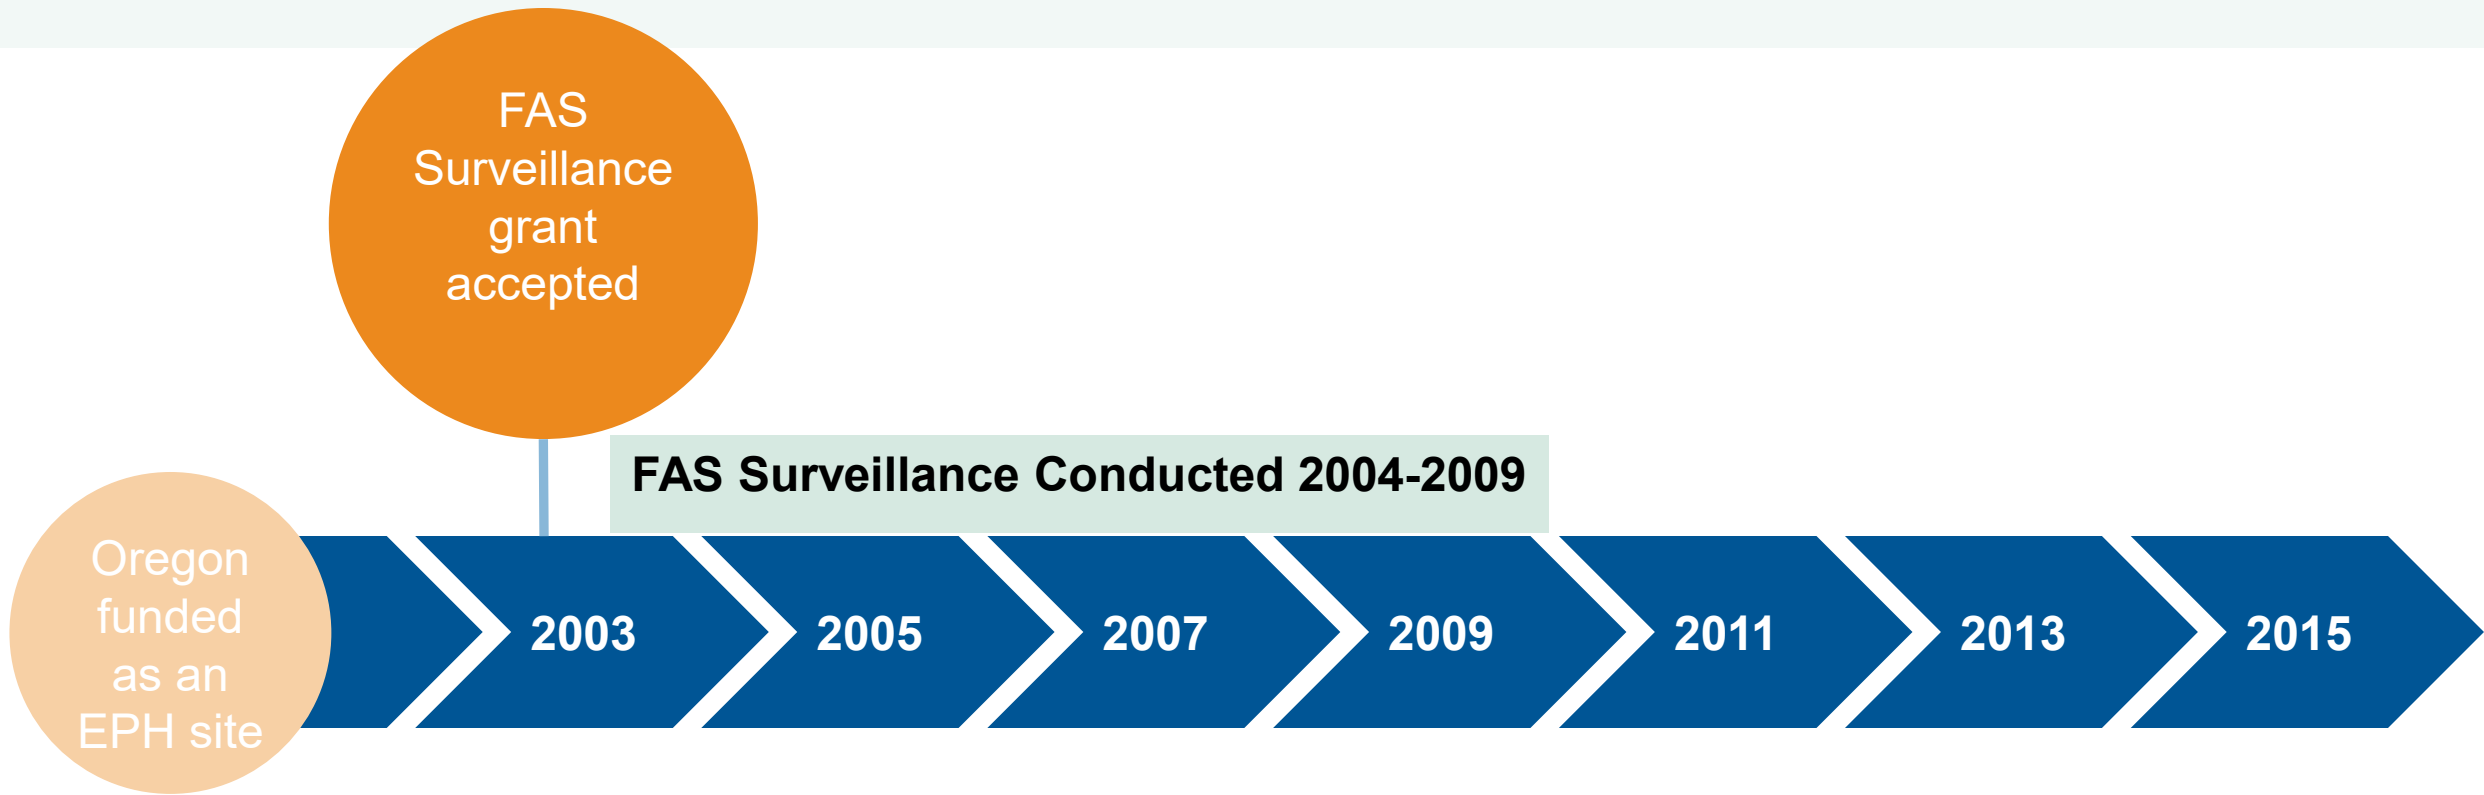 FAS
Surveillance
grant
accepted
FAS Surveillance Conducted 2004-2009
Oregon
funded
as an
EPH site
2003
2005
2007
2009
2011
2013
2015